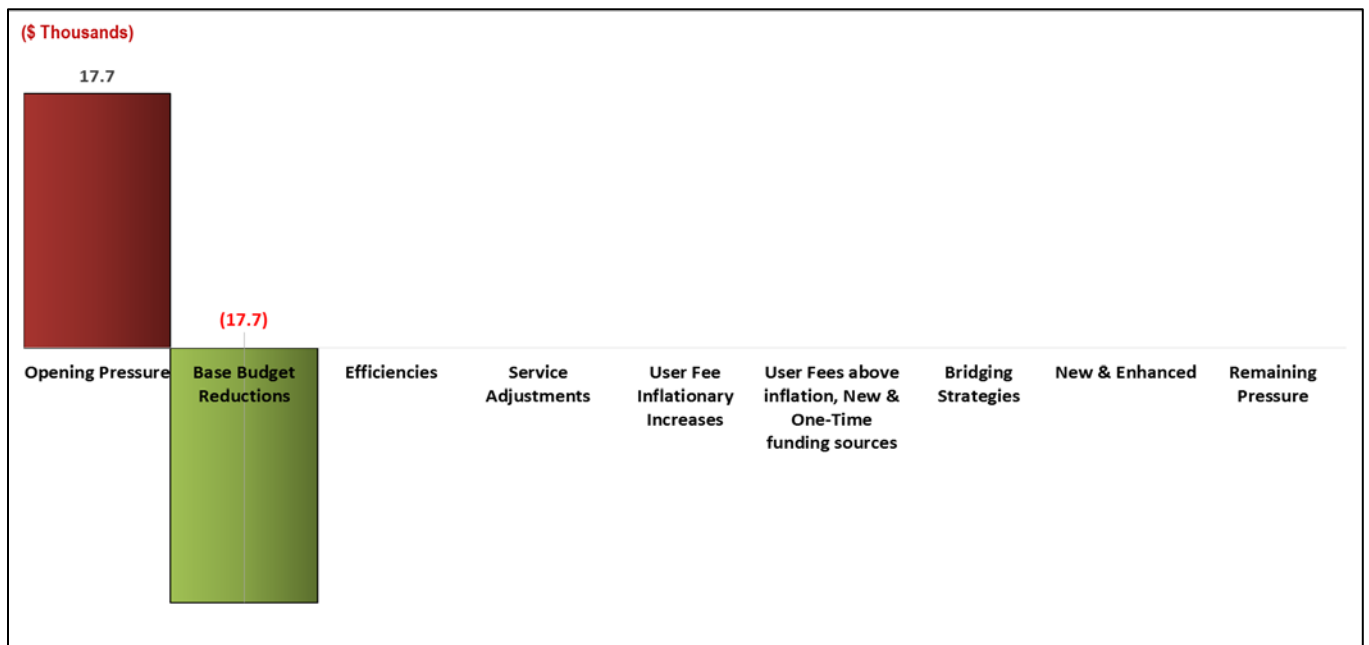 ($ Thousands)
17.7
(17.7)
Opening Pressure
Base Budget
Reductions
Efficiencies
Service
Adjustments
User Fee
Inflationary
Increases
User Fees above
inflation, New &
One-Time
funding sources
Bridging
Strategies
New & Enhanced
Remaining
Pressure